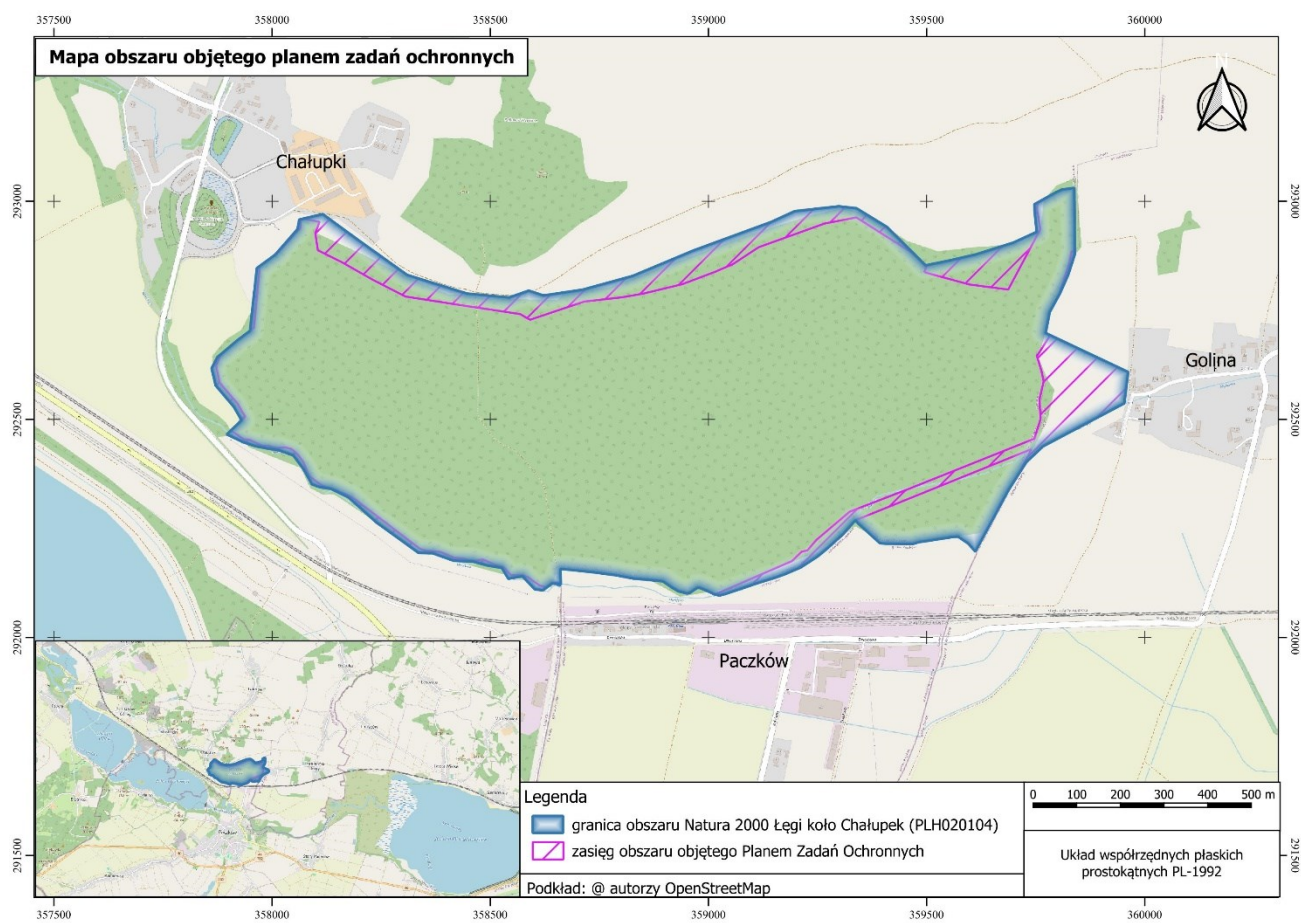 357500 358000 358500 359000 359500 360000
Mapa obszaru objętego planem zadań ochronnych
N
Chałupki
293000 293000
Golina
292500 292500
292000 292000
Paczków
Legenda
granica obszaru Natura 2000 Łęgi koło Chałupek (PLH020104)
zasięg obszaru objętego Planem Zadań Ochronnych
Podkład: @ autorzy OpenStreetMap
0 100 200 300 400 500 m
Układ współrzędnych płaskich
prostokątnych PL-1992
291500 291500
357500 358000 358500 359000 359500 360000